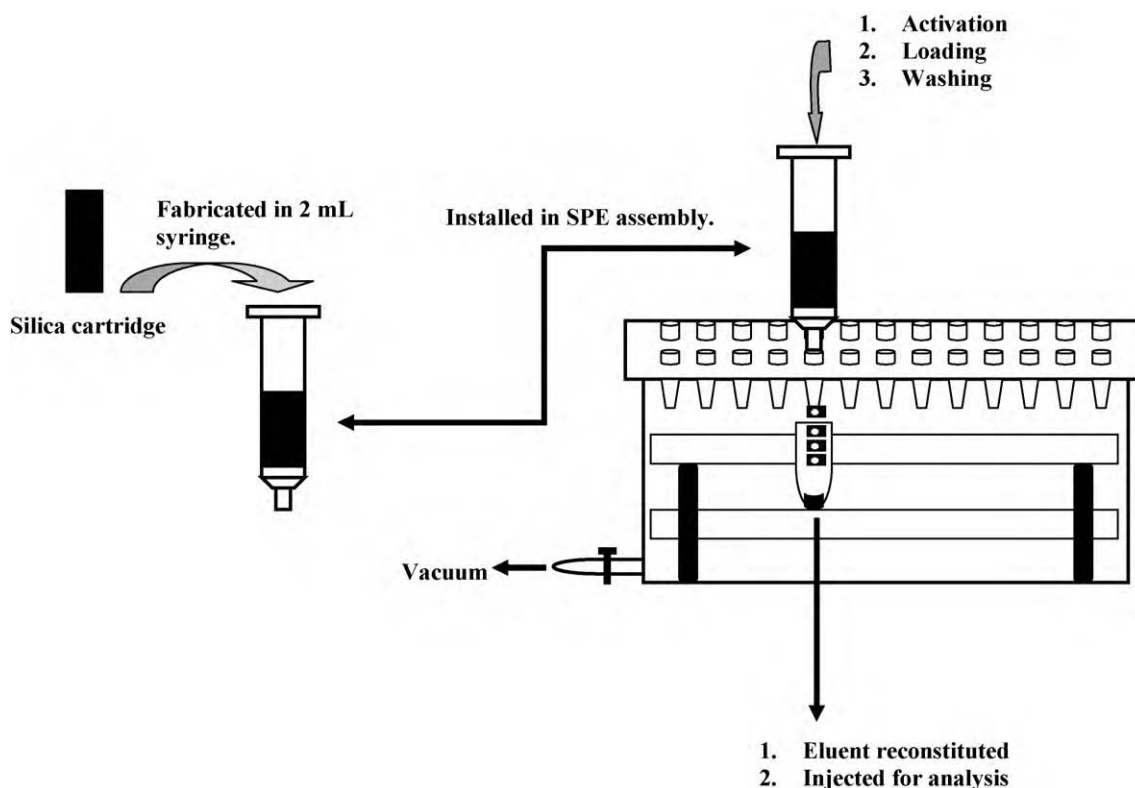 1. Activation
2. Loading
3. Washing
Fabricated in 2 mL
syringe.
Installed in SPE assembly.
Silica cartridge
Vacuum
1. Eluent reconstituted
2. Injected for analysis